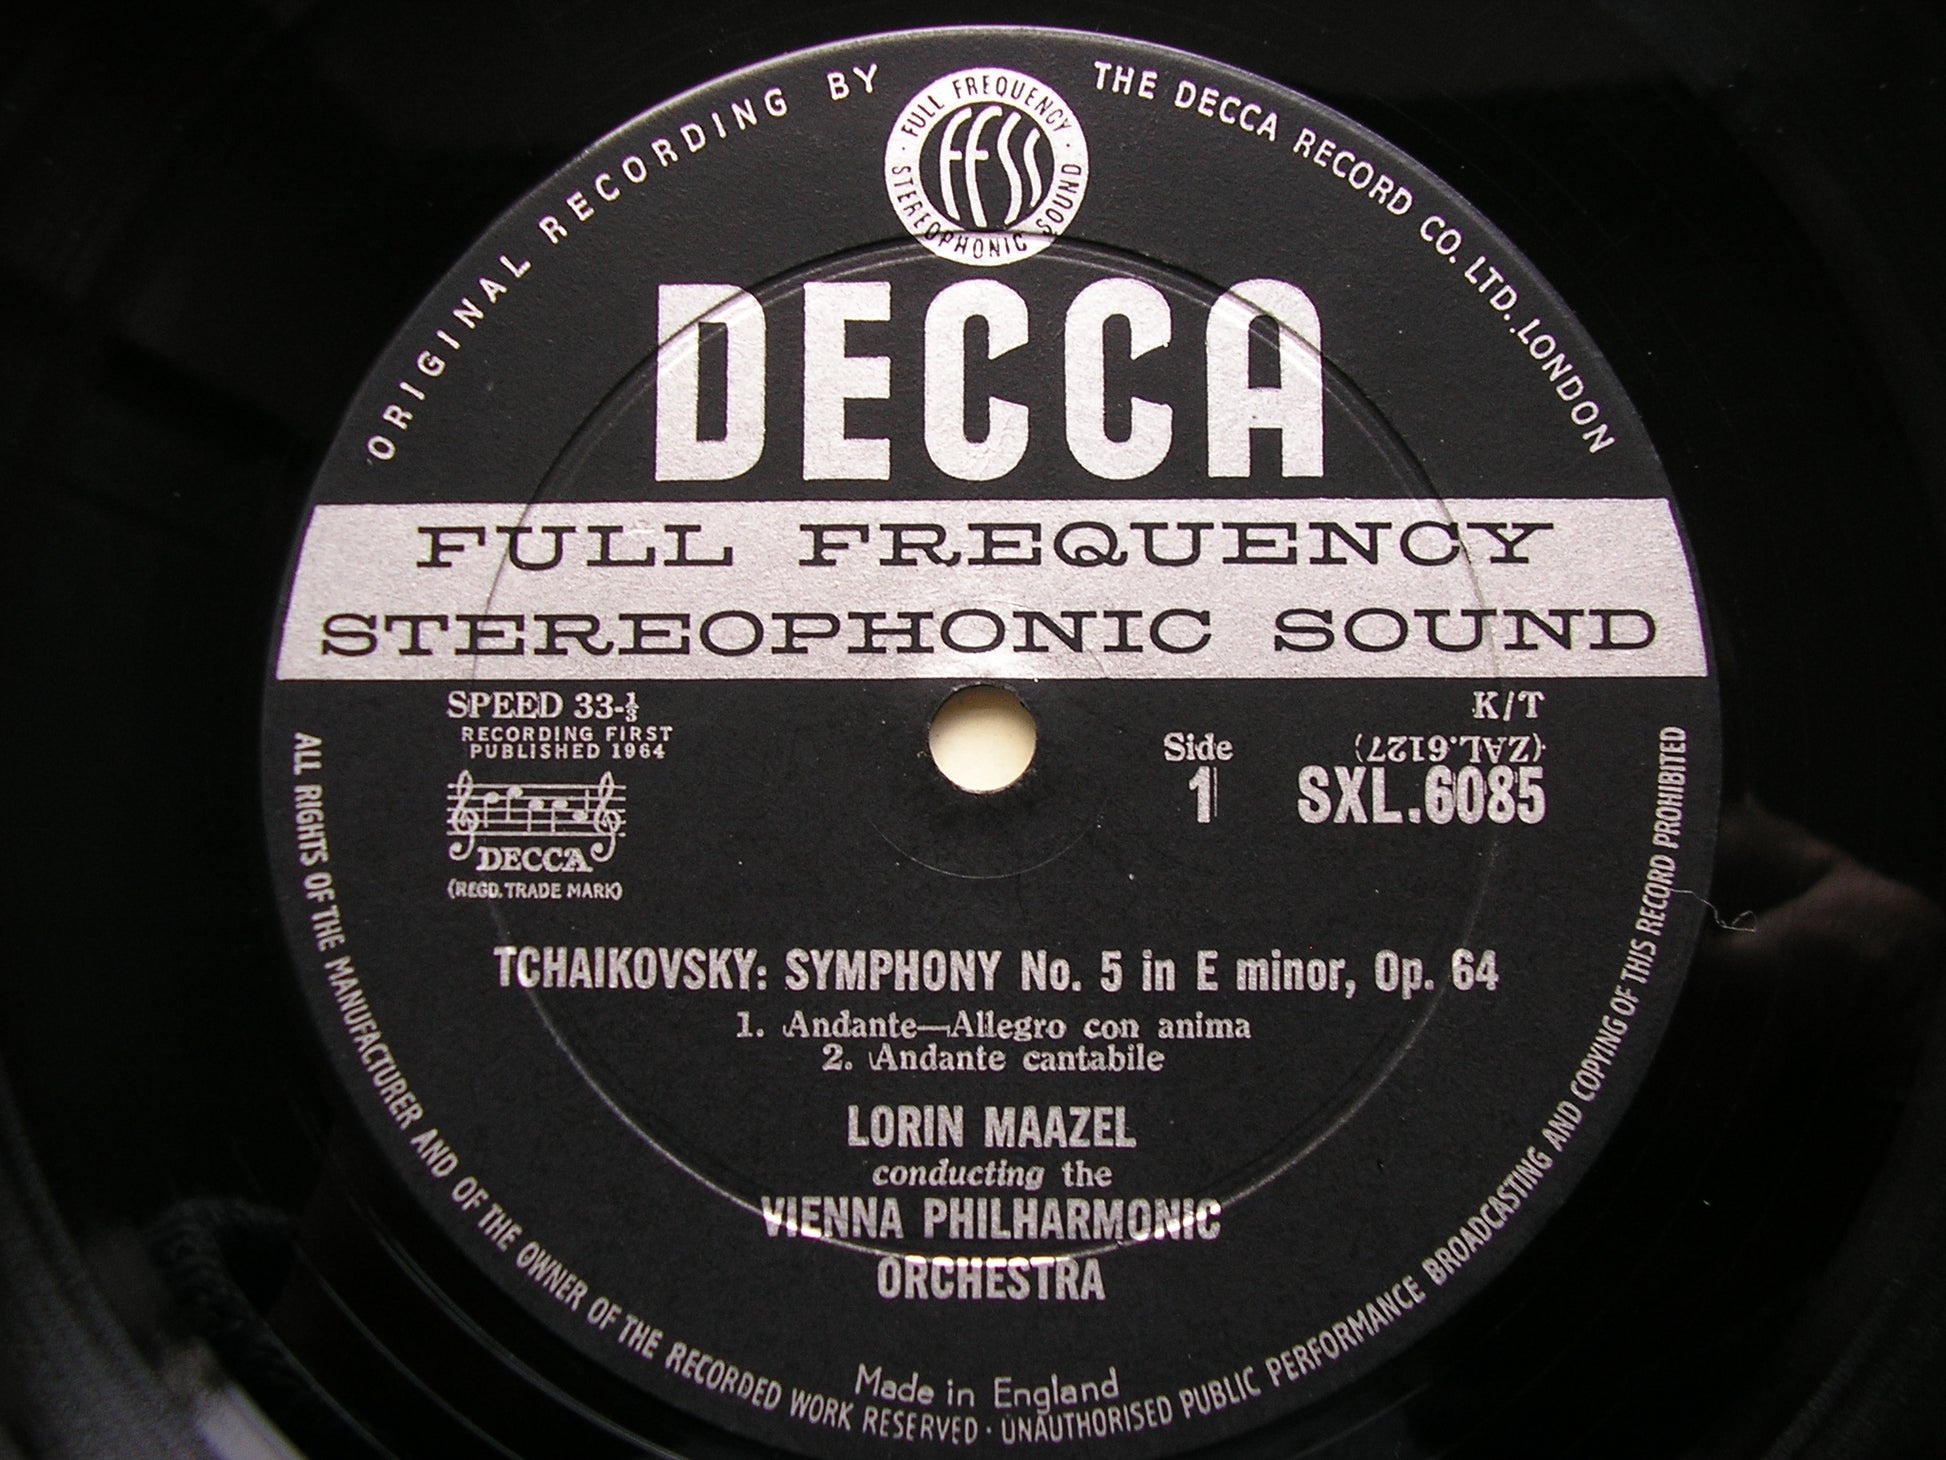 ORIGINAL RECORDING BY THE DECCA RECORD CO. LTD., LONDON
FULL FREQUENCY
FFSS
STEREOPHONIC SOUND
DECCA
FULL FREQUENCY
STEREOPHONIC SOUND
SPEED 33-⅓
RECORDING FIRST
PUBLISHED 1964
DECCA
(REGD. TRADE MARK)
K/T
(ZAL.6127)
Side
1
SXL.6085
TCHAIKOVSKY: SYMPHONY No. 5 in E minor, Op. 64
1. Andante—Allegro con anima
2. Andante cantabile
LORIN MAAZEL
conducting the
VIENNA PHILHARMONIC
ORCHESTRA
Made in England
ALL RIGHTS OF THE MANUFACTURER AND OF THE OWNER OF THE RECORDED WORK RESERVED · UNAUTHORISED PUBLIC PERFORMANCE BROADCASTING AND COPYING OF THIS RECORD PROHIBITED